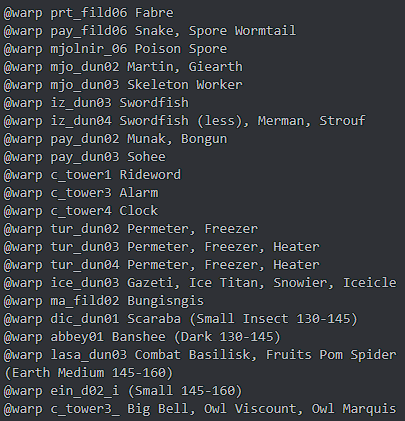 @warp prt_fild06 Fabre
@warp pay_fild06 Snake, Spore Wormtail
@warp mjolnir_06 Poison Spore
@warp mjo_dun02 Martin, Giearth
@warp mjo_dun03 Skeleton Worker
@warp iz_dun03 Swordfish
@warp iz_dun04 Swordfish (less), Merman, Strouf
@warp pay_dun02 Munak, Bongun
@warp pay_dun03 Sohee
@warp c_tower1 Rideword
@warp c_tower3 Alarm
@warp c_tower4 Clock
@warp tur_dun02 Permeter, Freezer
@warp tur_dun03 Permeter, Freezer, Heater
@warp tur_dun04 Permeter, Freezer, Heater
@warp ice_dun03 Gazeti, Ice Titan, Snowier, Iceicle
@warp ma_fild02 Bungisngis
@warp dic_dun01 Scaraba (Small Insect 130-145)
@warp abbey01 Banshee (Dark 130-145)
@warp lasa_dun03 Combat Basilisk, Fruits Pom Spider
(Earth Medium 145-160)
@warp ein_d02_i (Small 145-160)
@warp c_tower3_ Big Bell, Owl Viscount, Owl Marquis